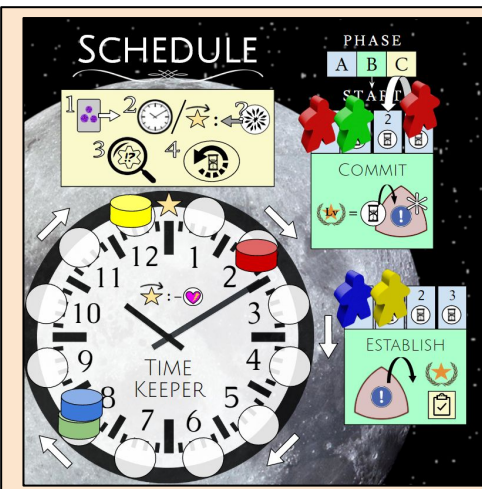 SCHEDULE
PHASE
A B C
START
1 2 / : ?
3 !? 4
2
COMMIT
Lv = !
12
11 1
2
10 : -
3
9 TIME
KEEPER 4
8 5
7 6
2 3
ESTABLISH
!